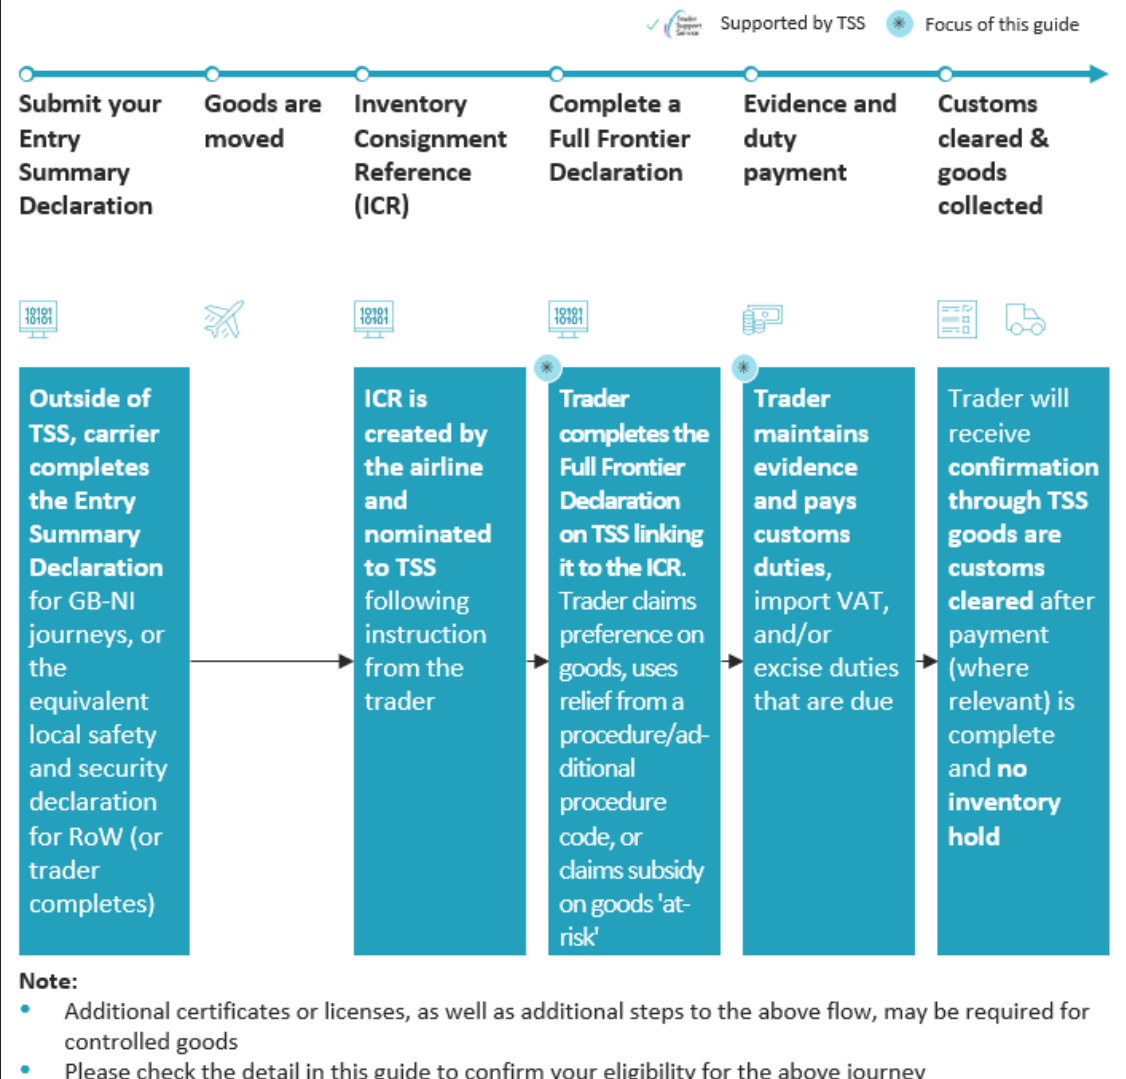 Trader
Support
Service
Supported by TSS
Focus of this guide
Submit your
Entry
Summary
Declaration
Goods are
moved
Inventory
Consignment
Reference
(ICR)
Complete a
Full Frontier
Declaration
Evidence and
duty
payment
Customs
cleared &
goods
collected
10101
10101
10101
10101
10101
10101
Outside of
TSS, carrier
completes
the Entry
Summary
Declaration
for GB-NI
journeys, or
the
equivalent
local safety
and security
declaration
for RoW (or
trader
completes)
ICR is
created by
the airline
and
nominated
to TSS
following
instruction
from the
trader
Trader
completes the
Full Frontier
Declaration
on TSS linking
it to the ICR.
Trader claims
preference on
goods, uses
relief from a
procedure/ad-
ditional
procedure
code, or
claims subsidy
on goods 'at-
risk'
Trader
maintains
evidence
and pays
customs
duties,
import VAT,
and/or
excise duties
that are due
Trader will
receive
confirmation
through TSS
goods are
customs
cleared after
payment
(where
relevant) is
complete
and no
inventory
hold
Note:
Additional certificates or licenses, as well as additional steps to the above flow, may be required for
controlled goods
Please check the detail in this guide to confirm your eligibility for the above journey